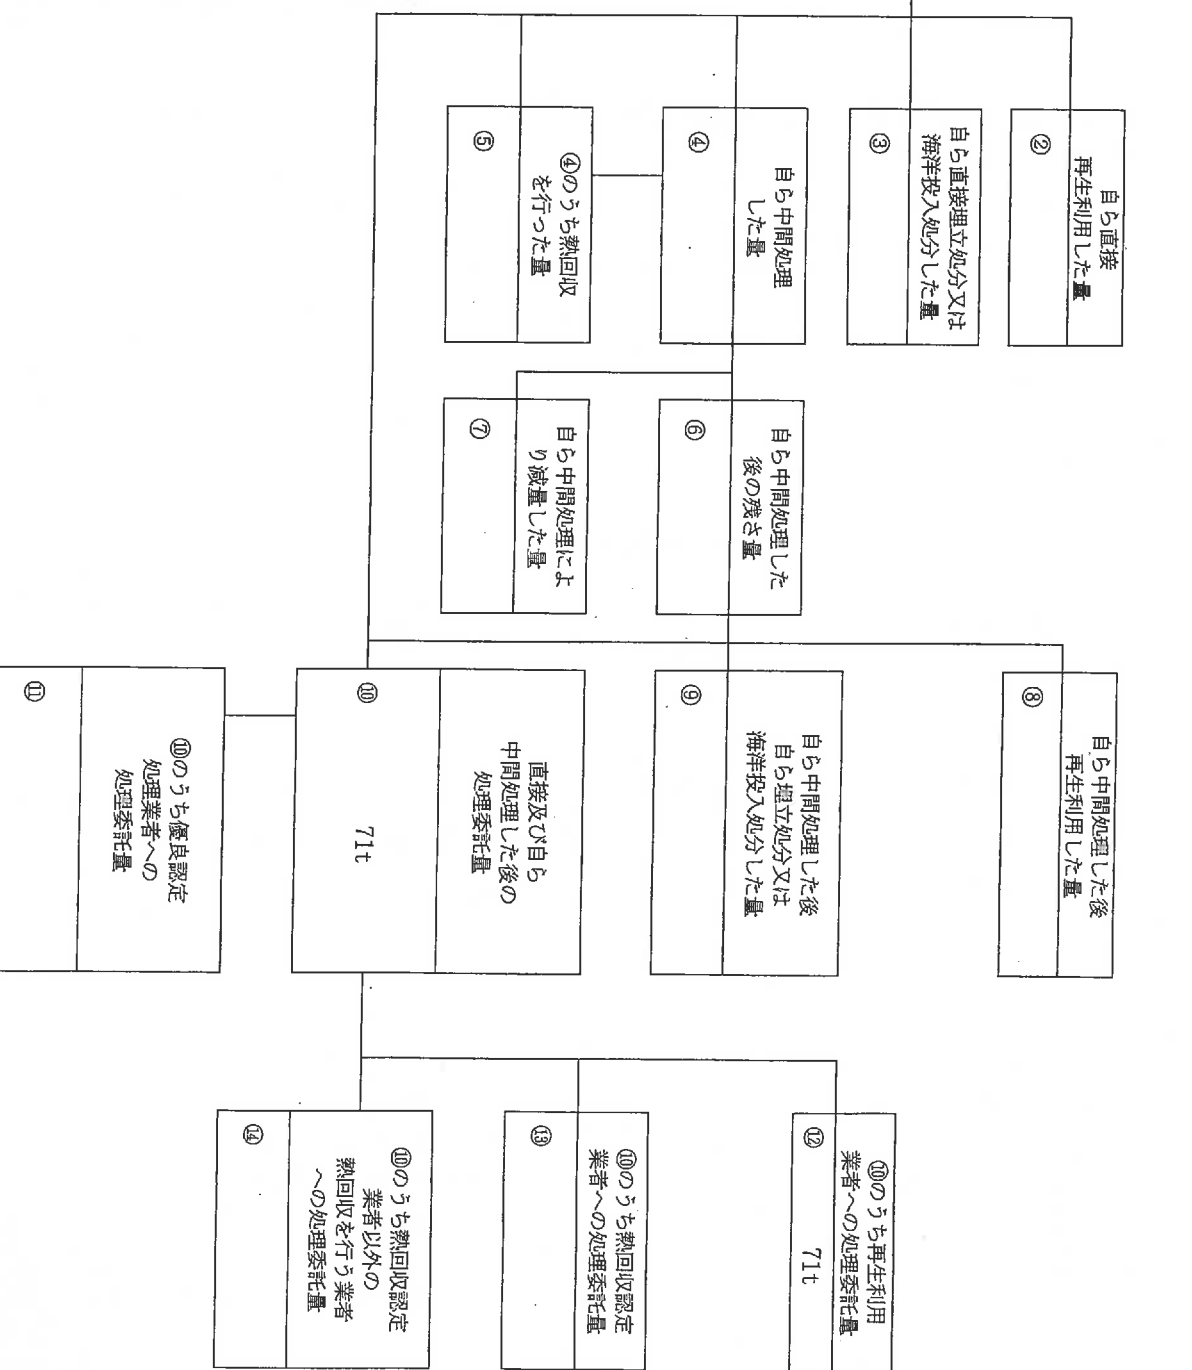 自ら直接
再生利用した量
②
自ら直接埋立処分又は
海洋投入処分した量
③
自ら中間処理
した量
④
④のうち熱回収
を行った量
⑤
自ら中間処理した
後の残さ量
⑥
自ら中間処理によ
り減量した量
⑦
自ら中間処理した後
再生利用した量
⑧
自ら中間処理した後
自ら埋立処分又は
海洋投入処分した量
⑨
直接及び自ら
中間処理した後の
処理委託量
⑩
71t
⑩のうち優良認定
処理業者への
処理委託量
⑪
⑩のうち再生利用
業者への処理委託量
⑫
71t
⑩のうち熱回収認定
業者への処理委託量
⑬
⑩のうち熱回収認定
業者以外の
熱回収を行う業者
への処理委託量
⑭